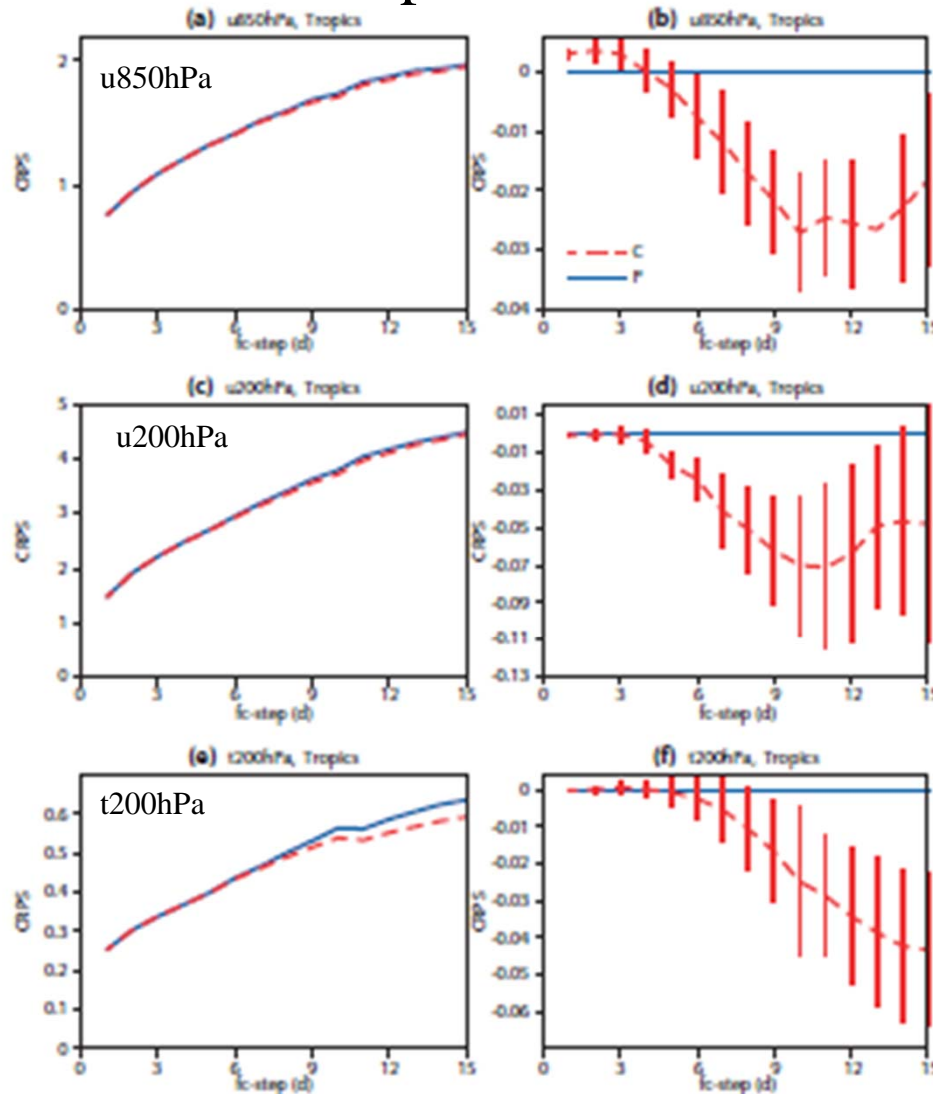 (a) u850hPa, Tropics
u850hPa
CRPS
2
1
0
0 3 6 9 12 15
fc-step (d)
(b) u850hPa, Tropics
CRPS
0
-0.01
-0.02
-0.03
-0.04
C
P
0 3 6 9 12 15
fc-step (d)
(c) u200hPa, Tropics
u200hPa
CRPS
5
4
3
2
1
0
0 3 6 9 12 15
fc-step (d)
(d) u200hPa, Tropics
CRPS
0.01
-0.01
-0.03
-0.05
-0.07
-0.09
-0.11
-0.13
0 3 6 9 12 15
fc-step (d)
(e) t200hPa, Tropics
t200hPa
CRPS
0.6
0.5
0.4
0.3
0.2
0.1
0
0 3 6 9 12 15
fc-step (d)
(f) t200hPa, Tropics
CRPS
0
-0.01
-0.02
-0.03
-0.04
-0.05
-0.06
0 3 6 9 12 15
fc-step (d)